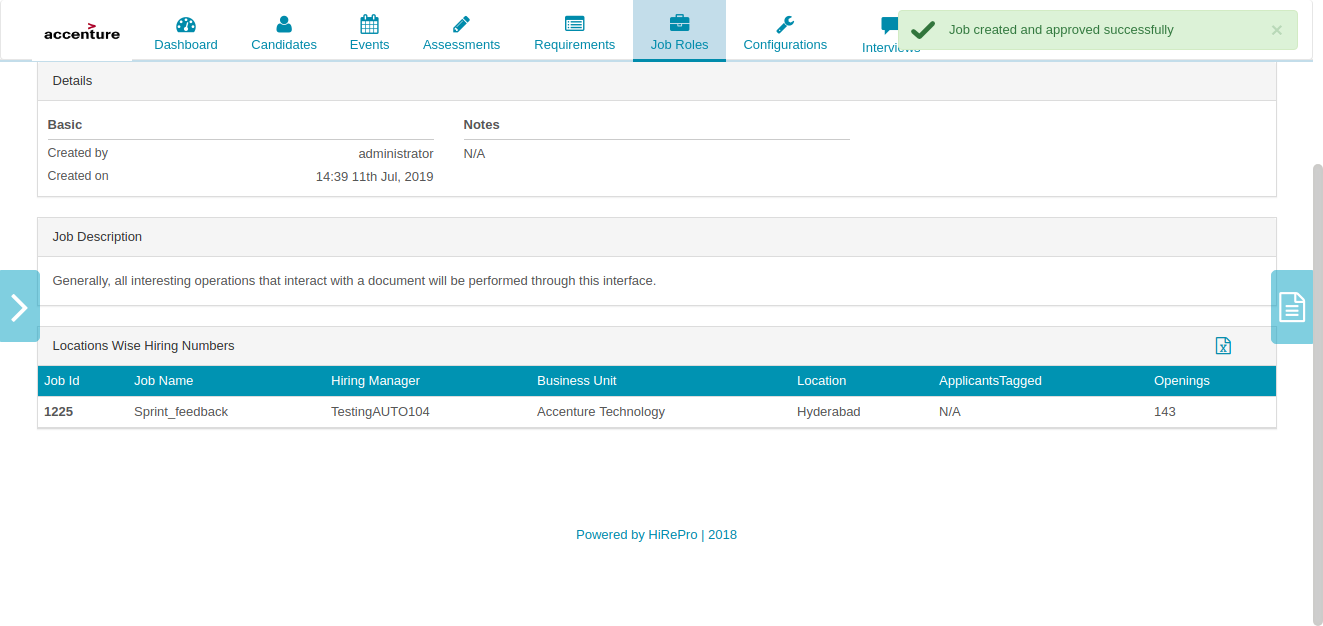 accenture
Dashboard
Candidates
Events
Assessments
Requirements
Job Roles
Configurations
Interviews
Job created and approved successfully
×
Details
Basic
Notes
Created by administrator
N/A
Created on 14:39 11th Jul, 2019
Job Description
Generally, all interesting operations that interact with a document will be performed through this interface.
Locations Wise Hiring Numbers
Job Id Job Name Hiring Manager Business Unit Location ApplicantsTagged Openings
1225 Sprint_feedback TestingAUTO104 Accenture Technology Hyderabad N/A 143
Powered by HiRePro | 2018